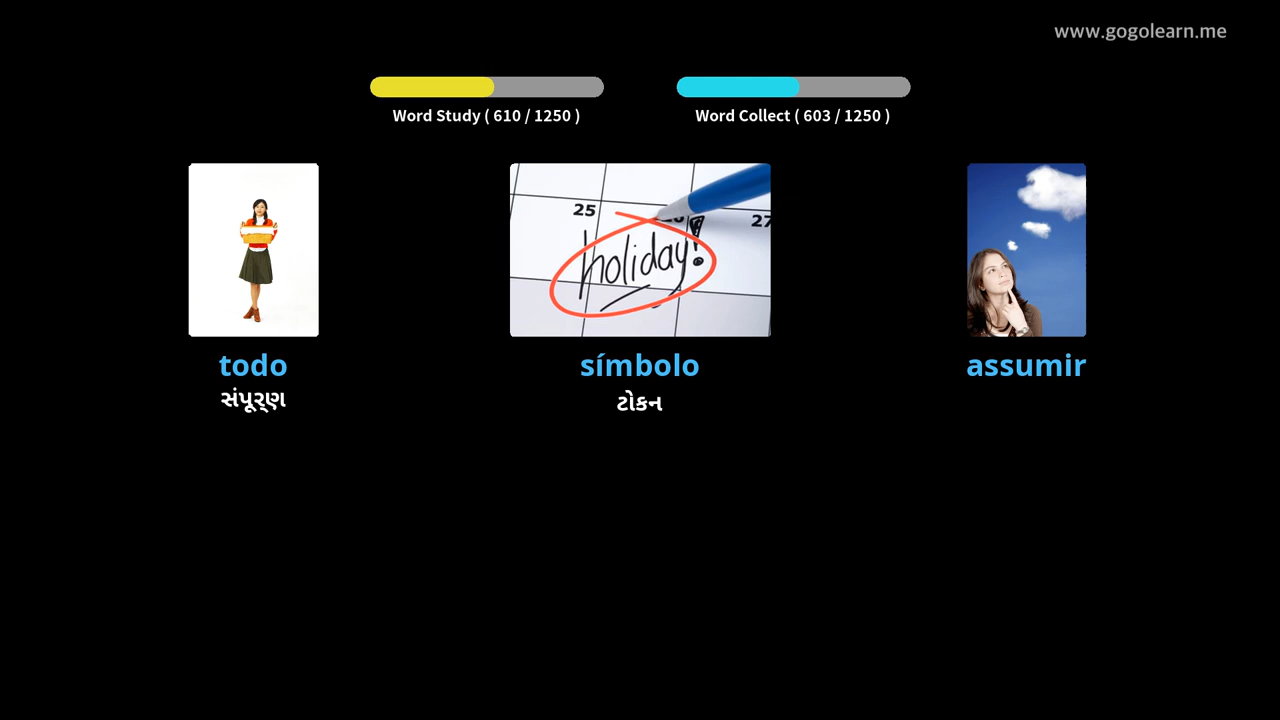 www.gogolearn.me
Word Study ( 610 / 1250 )
Word Collect ( 603 / 1250 )
25
27
holiday!
todo
símbolo
assumir
સંપૂર્ણ
ટોકન